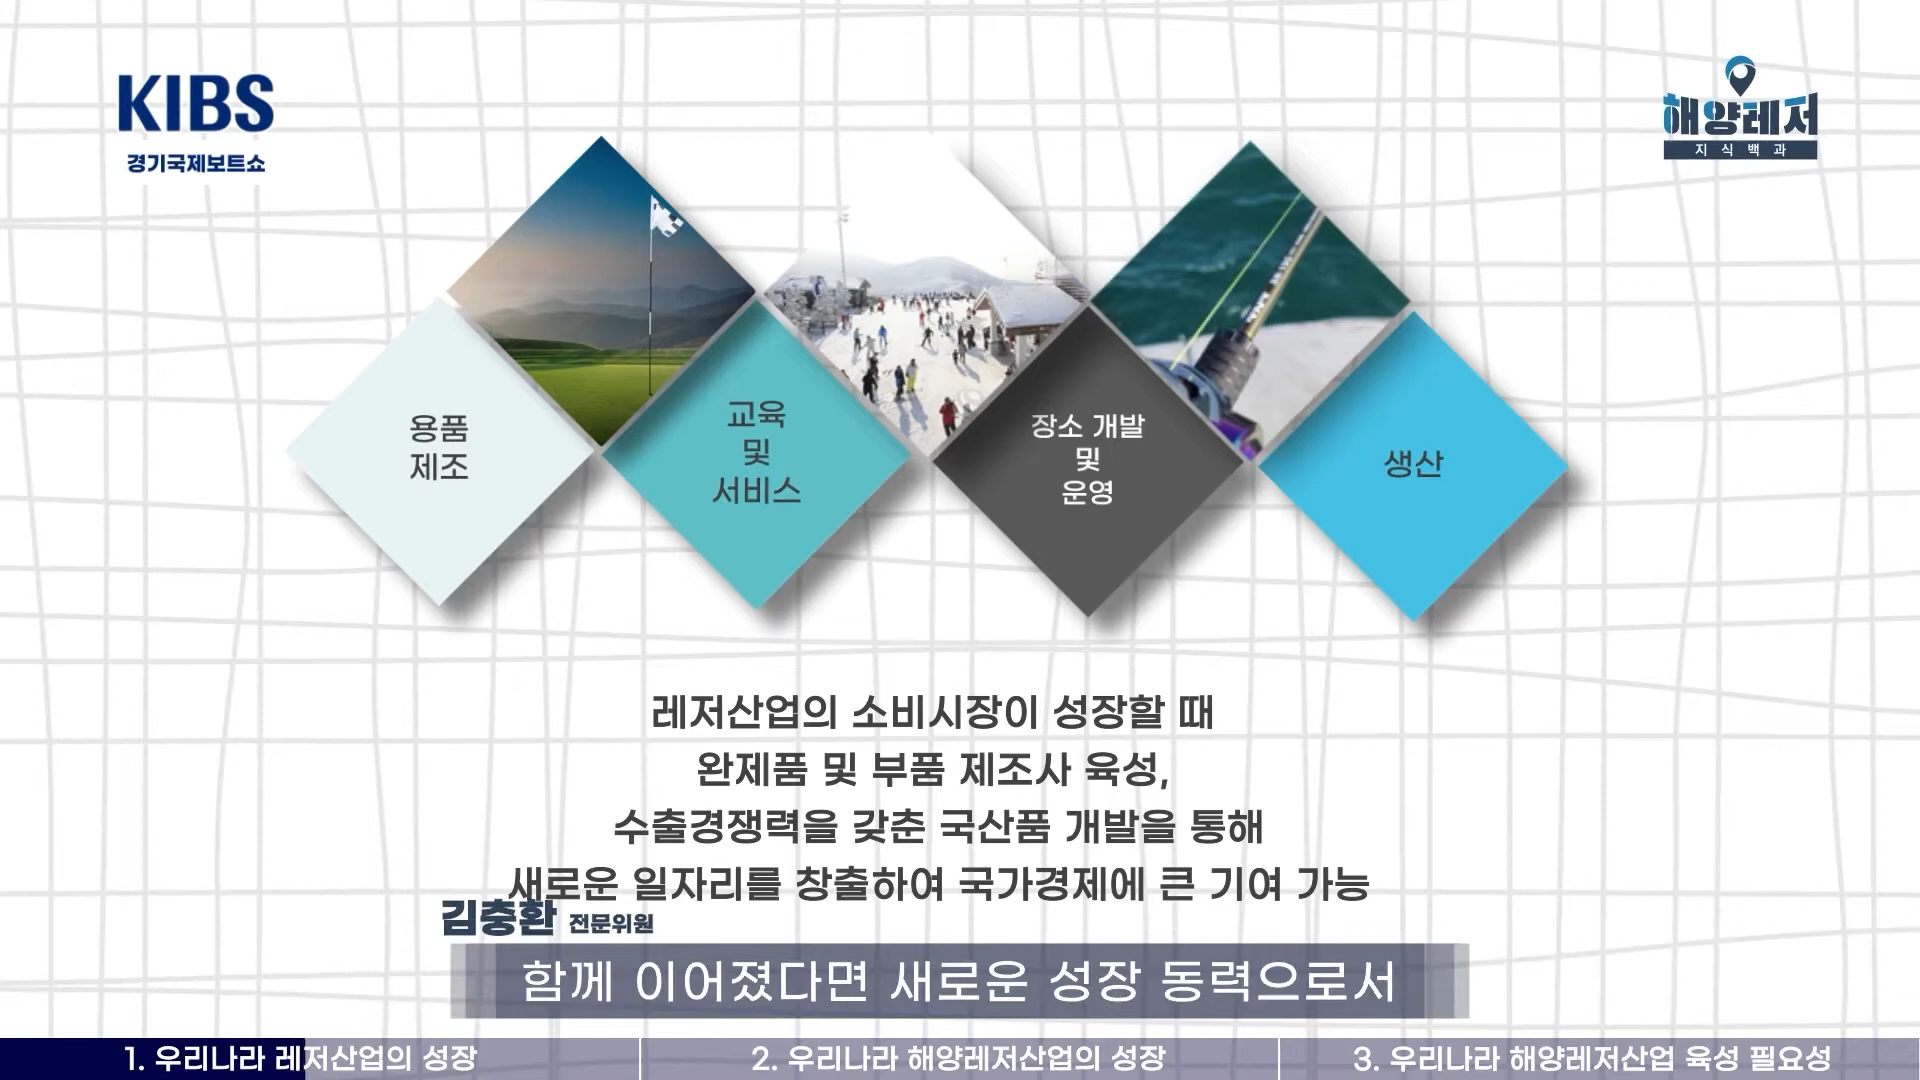 KIBS
경기국제보트쇼
해양레저
지식백과
용품
제조
교육
및
서비스
장소 개발
및
운영
생산
레저산업의 소비시장이 성장할 때
완제품 및 부품 제조사 육성,
수출경쟁력을 갖춘 국산품 개발을 통해
새로운 일자리를 창출하여 국가경제에 큰 기여 가능
김충환 전문위원
함께 이어졌다면 새로운 성장 동력으로서
1. 우리나라 레저산업의 성장
2. 우리나라 해양레저산업의 성장
3. 우리나라 해양레저산업 육성 필요성